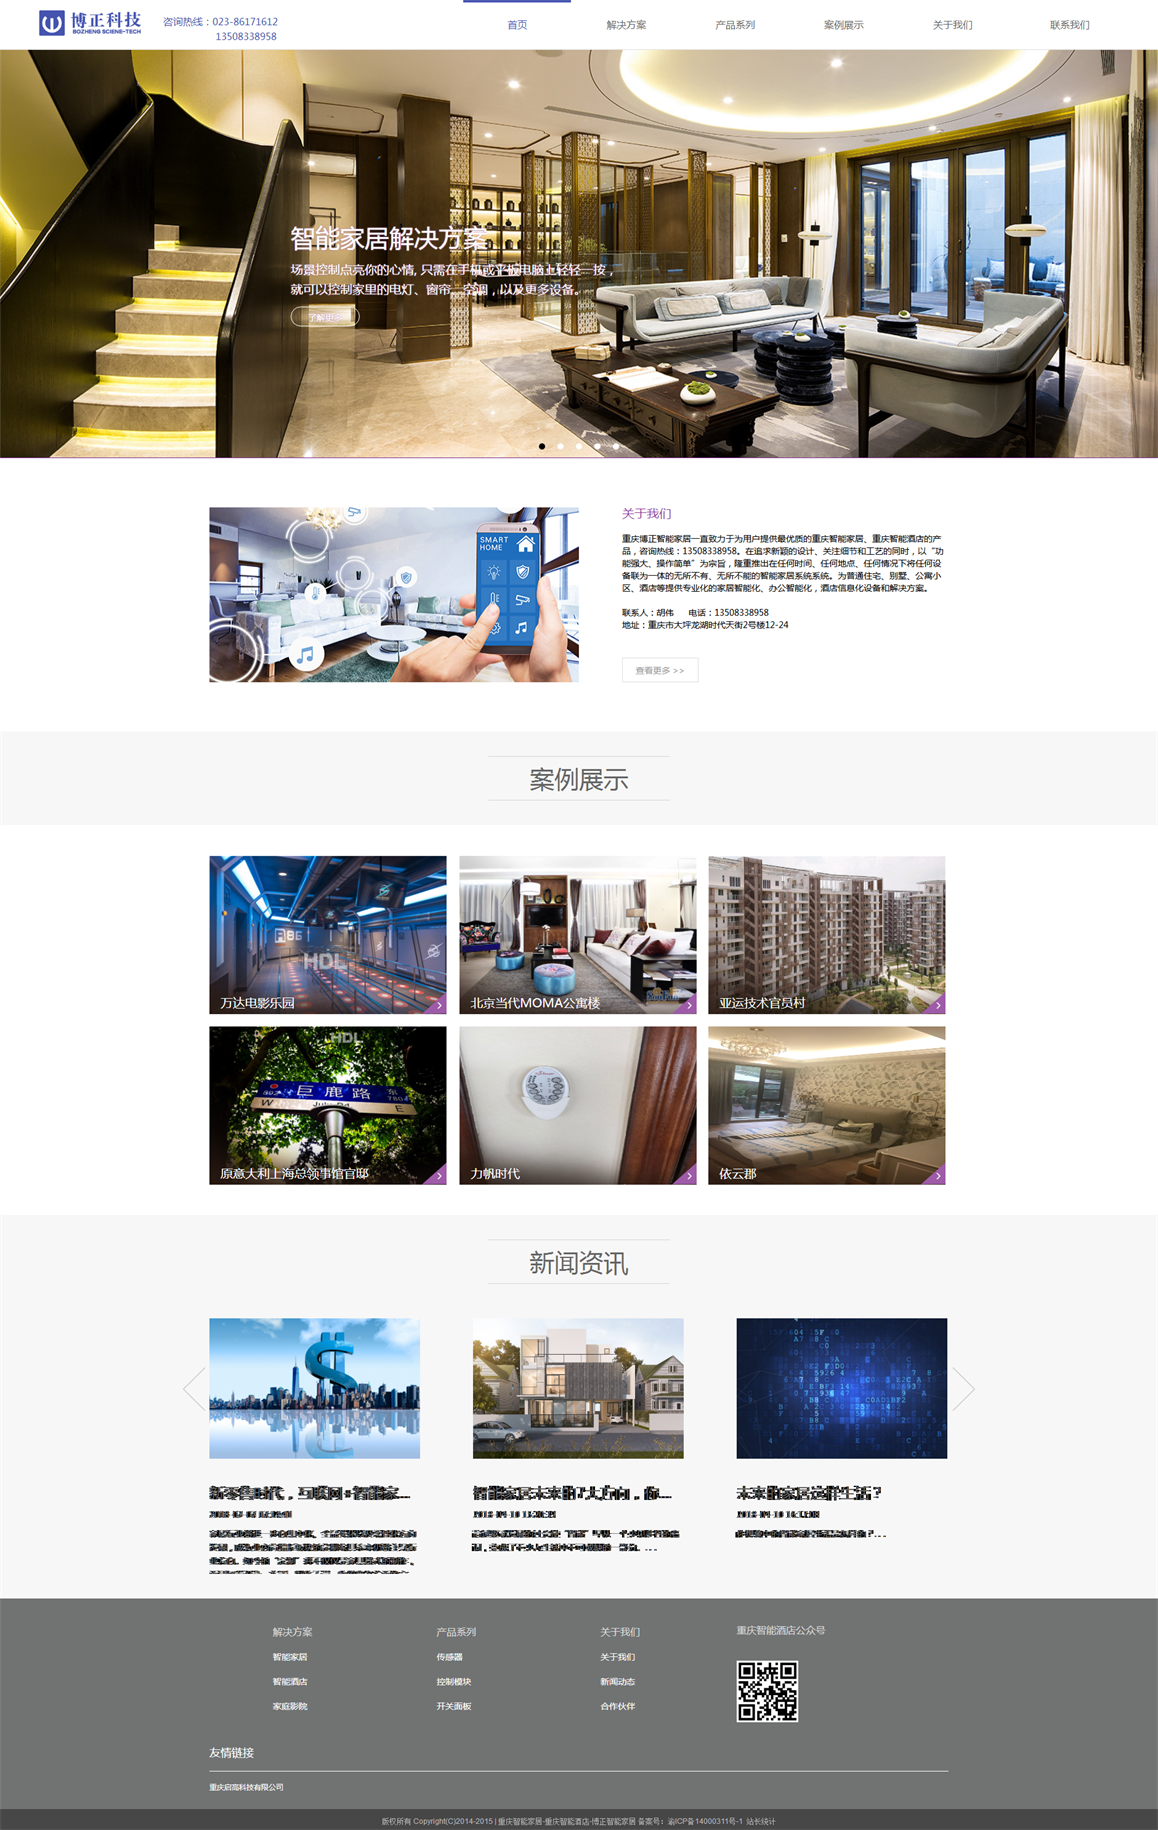 博正科技
BOZHENG SCIENE-TECH
咨询热线：023-86171612
13508338958
首页
解决方案
产品系列
案例展示
关于我们
联系我们
智能家居解决方案
场景控制点亮你的心情, 只需在手机或平板电脑上轻轻一按，
就可以控制家里的电灯、窗帘、空调，以及更多设备。
了解更多
SMART
HOME
关于我们
重庆博正智能家居一直致力于为用户提供最优质的重庆智能家居、重庆智能酒店的产
品，咨询热线：13508338958。在追求新颖的设计、关注细节和工艺的同时，以“功
能强大、操作简单”为宗旨，隆重推出在任何时间、任何地点、任何情况下将任何设
备联为一体的无所不有、无所不能的智能家居系统系统。为普通住宅、别墅、公寓小
区、酒店等提供专业化的家居智能化、办公智能化，酒店信息化设备和解决方案。
联系人：胡伟 电话：13508338958
地址：重庆市大坪龙湖时代天街2号楼12-24
查看更多 >>
案例展示
HDL
万达电影乐园
北京当代MOMA公寓楼
亚运技术官员村
HDL
巨鹿路
W
E
原意大利上海总领事馆官邸
力帆时代
依云郡
新闻资讯
新零售时代，互联网+智能家...
未来的家居这样生活？
解决方案
产品系列
关于我们
重庆智能酒店公众号
智能家居
传感器
关于我们
智能酒店
控制模块
新闻动态
家庭影院
开关面板
合作伙伴
友情链接
重庆启高科技有限公司
版权所有 Copyright(C)2014-2015 | 重庆智能家居-重庆智能酒店-博正智能家居 备案号：渝ICP备14000311号-1 站长统计